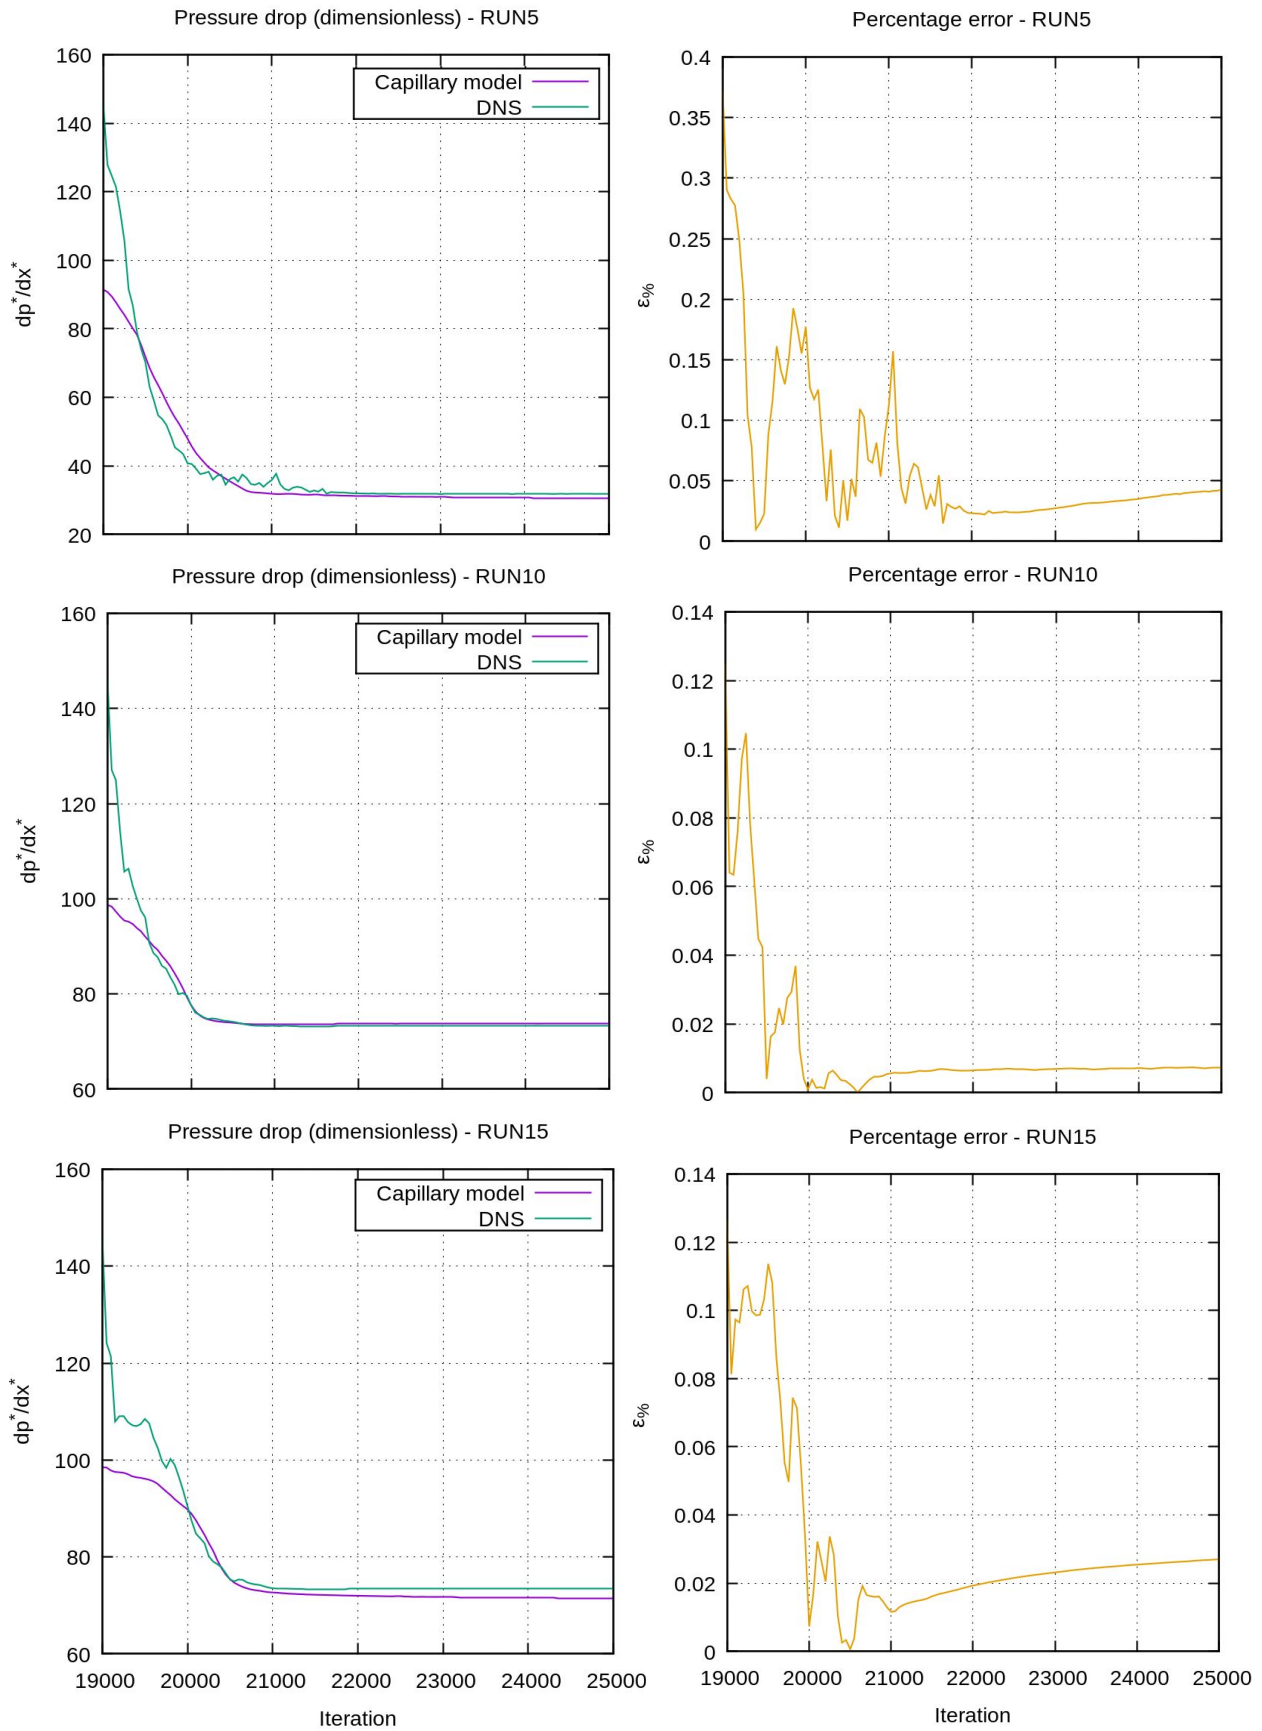 Pressure drop (dimensionless) - RUN5
160
140
120
100
80
60
40
20
dp*/dx*
Capillary model
DNS
Percentage error - RUN5
0.4
0.35
0.3
0.25
0.2
0.15
0.1
0.05
0
ε%
Pressure drop (dimensionless) - RUN10
160
140
120
100
80
60
dp*/dx*
Capillary model
DNS
Percentage error - RUN10
0.14
0.12
0.1
0.08
0.06
0.04
0.02
0
ε%
Pressure drop (dimensionless) - RUN15
160
140
120
100
80
60
dp*/dx*
Capillary model
DNS
19000 20000 21000 22000 23000 24000 25000
Iteration
Percentage error - RUN15
0.14
0.12
0.1
0.08
0.06
0.04
0.02
0
ε%
19000 20000 21000 22000 23000 24000 25000
Iteration